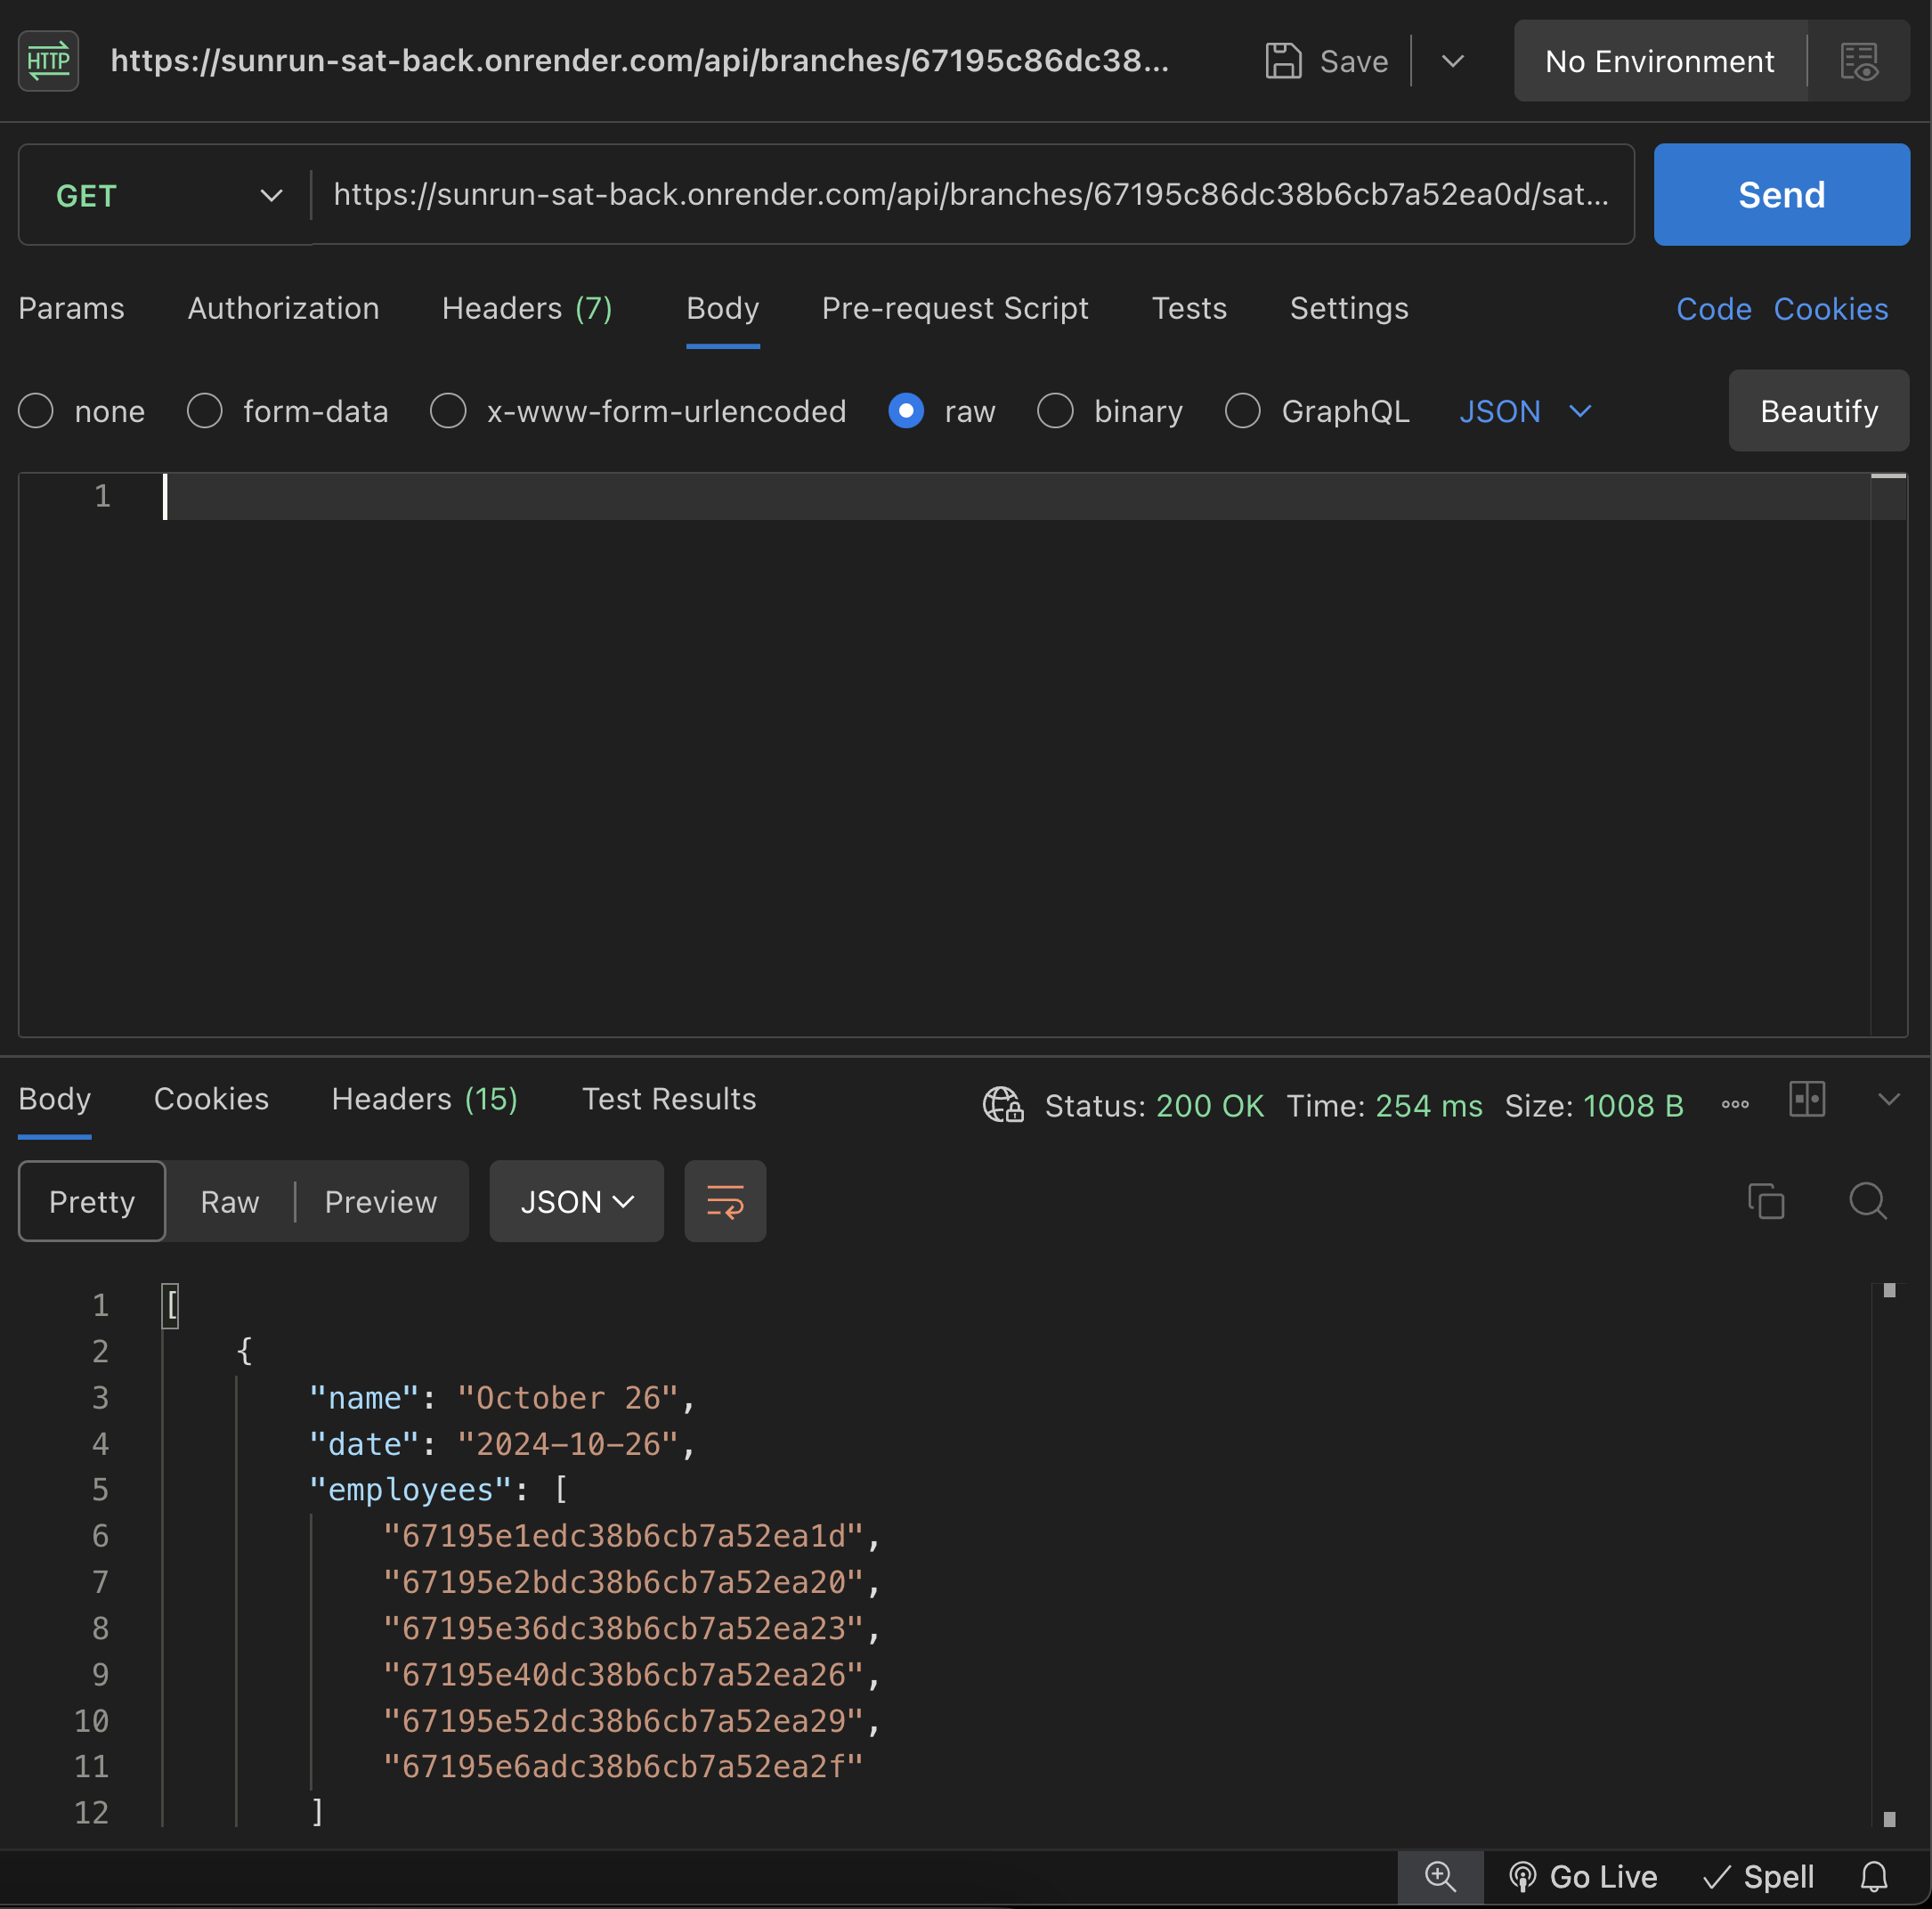 HTTP https://sunrun-sat-back.onrender.com/api/branches/67195c86dc38... Save No Environment
GET https://sunrun-sat-back.onrender.com/api/branches/67195c86dc38b6cb7a52ea0d/sat... Send
Params Authorization Headers (7) Body Pre-request Script Tests Settings Code Cookies
none form-data x-www-form-urlencoded raw binary GraphQL JSON Beautify
1
Body Cookies Headers (15) Test Results Status: 200 OK Time: 254 ms Size: 1008 B
Pretty Raw Preview JSON
1 [
2 {
3 "name": "October 26",
4 "date": "2024-10-26",
5 "employees": [
6 "67195e1edc38b6cb7a52ea1d",
7 "67195e2bdc38b6cb7a52ea20",
8 "67195e36dc38b6cb7a52ea23",
9 "67195e40dc38b6cb7a52ea26",
10 "67195e52dc38b6cb7a52ea29",
11 "67195e6adc38b6cb7a52ea2f"
12 ]
Go Live Spell